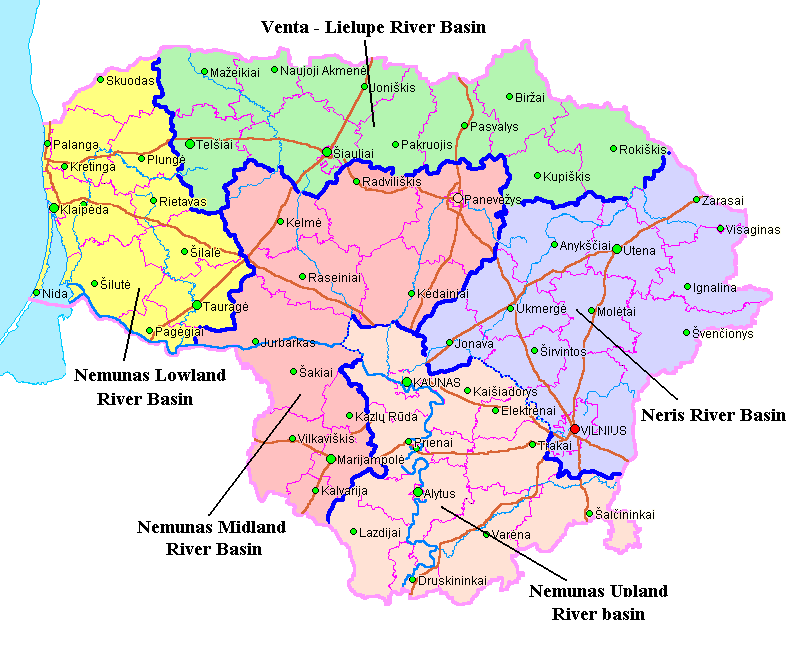 Venta - Lielupe River Basin
Skuodas
Mažeikiai
Naujoji Akmenė
Joniškis
Biržai
Pasvalys
Palanga
Kretinga
Plungė
Telšiai
Šiauliai
Pakruojis
Rokiškis
Kupiškis
Radviliškis
Panevėžys
Klaipėda
Rietavas
Kelmė
Zarasai
Visaginas
Anykščiai
Utena
Šilalė
Raseiniai
Šilutė
Nida
Tauragė
Kėdainiai
Ignalina
Ukmergė
Molėtai
Pagėgiai
Jurbarkas
Jonava
Širvintos
Švenčionys
Nemunas Lowland
River Basin
Šakiai
KAUNAS
Kaišiadorys
Elektrėnai
Neris River Basin
Kazlų Rūda
Vilkaviškis
Prienai
Trakai
VILNIUS
Marijampolė
Kalvarija
Alytus
Nemunas Midland
River Basin
Lazdijai
Varėna
Šalčininkai
Druskininkai
Nemunas Upland
River basin